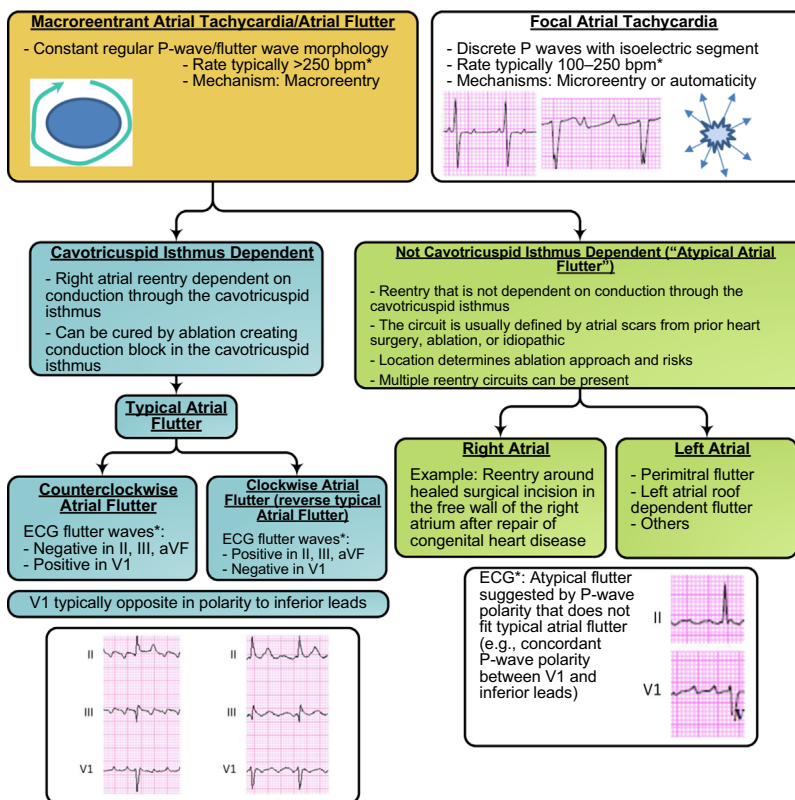 Macroreentrant Atrial Tachycardia/Atrial Flutter
- Constant regular P-wave/flutter wave morphology
- Rate typically >250 bpm*
- Mechanism: Macroreentry
Focal Atrial Tachycardia
- Discrete P waves with isoelectric segment
- Rate typically 100–250 bpm*
- Mechanisms: Microreentry or automaticity
Cavotricuspid Isthmus Dependent
- Right atrial reentry dependent on
conduction through the cavotricuspid
isthmus
- Can be cured by ablation creating
conduction block in the cavotricuspid
isthmus
Not Cavotricuspid Isthmus Dependent (“Atypical Atrial
Flutter”)
- Reentry that is not dependent on conduction through the
cavotricuspid isthmus
- The circuit is usually defined by atrial scars from prior heart
surgery, ablation, or idiopathic
- Location determines ablation approach and risks
- Multiple reentry circuits can be present
Typical Atrial
Flutter
Counterclockwise
Atrial Flutter
ECG flutter waves*:
- Negative in II, III, aVF
- Positive in V1
Clockwise Atrial
Flutter (reverse typical
Atrial Flutter)
ECG flutter waves*:
- Positive in II, III, aVF
- Negative in V1
Right Atrial
Example: Reentry around
healed surgical incision in
the free wall of the right
atrium after repair of
congenital heart disease
Left Atrial
- Perimitral flutter
- Left atrial roof
dependent flutter
- Others
V1 typically opposite in polarity to inferior leads
II
III
V1
II
III
V1
ECG*: Atypical flutter
suggested by P-wave
polarity that does not
fit typical atrial flutter
(e.g., concordant
P-wave polarity
between V1 and
inferior leads)
II
V1
V